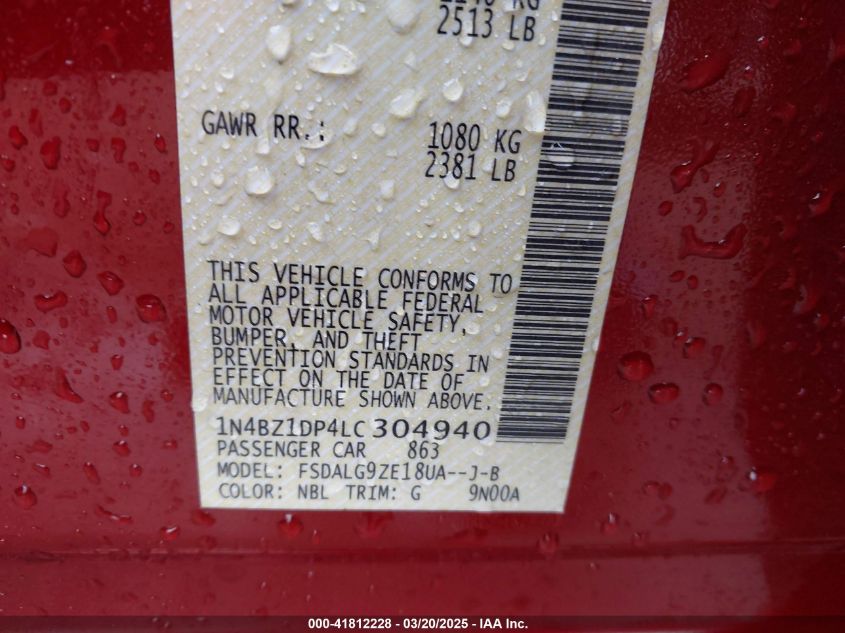 2513 LB
GAWR RR.: 1080 KG
2381 LB
THIS VEHICLE CONFORMS TO
ALL APPLICABLE FEDERAL
MOTOR VEHICLE SAFETY,
BUMPER, AND THEFT
PREVENTION STANDARDS IN
EFFECT ON THE DATE OF
MANUFACTURE SHOWN ABOVE.
1N4BZ1DP4LC304940
PASSENGER CAR 863
MODEL: FSDALG9ZE18UA--J-B
COLOR: NBL TRIM: G 9N00A
000-41812228 - 03/20/2025 - IAA, Inc.